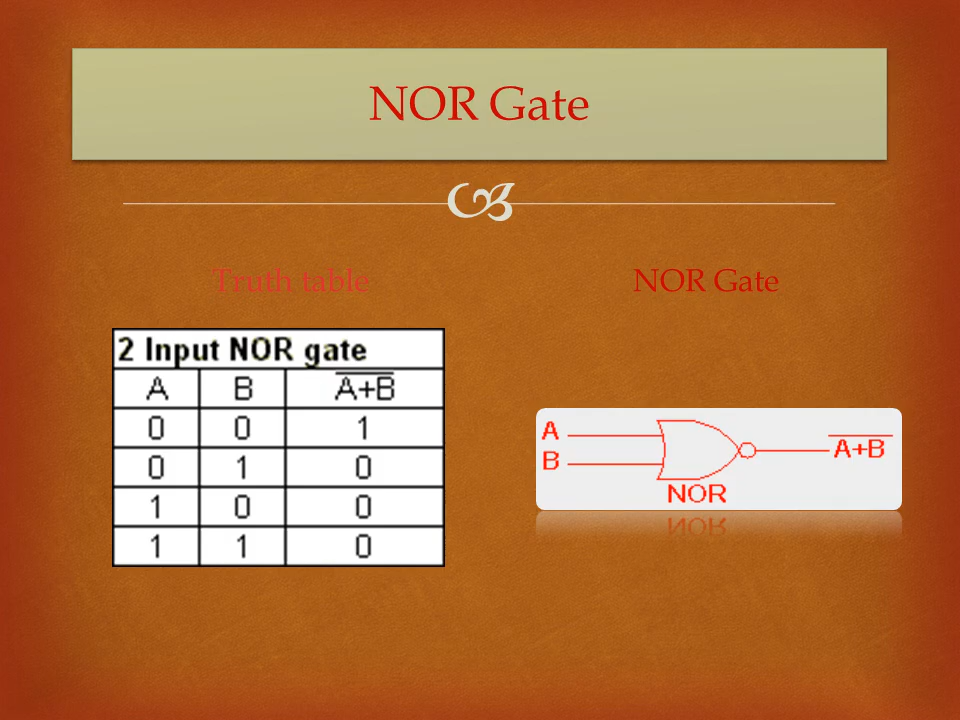 NOR Gate
Truth table
2 Input NOR gate
A B A+B
0 0 1
0 1 0
1 0 0
1 1 0
NOR Gate
A
B
A+B
NOR